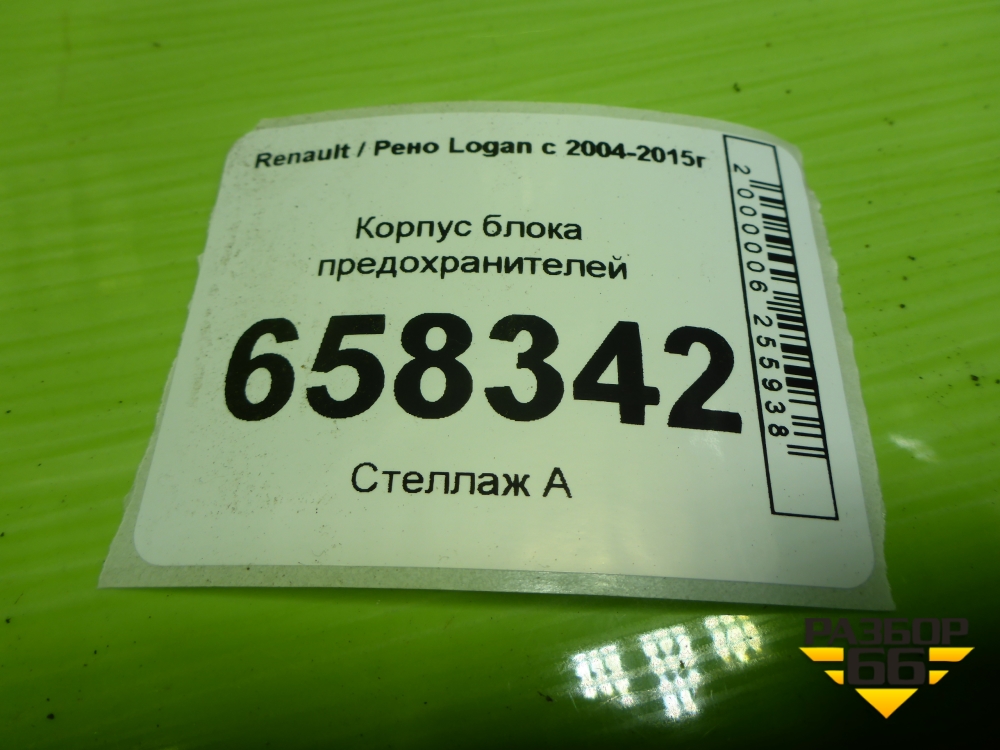 Renault / Рено Logan с 2004-2015г
Корпус блока
предохранителей
658342
Стеллаж А
2000006255938
РАЗБОР
66